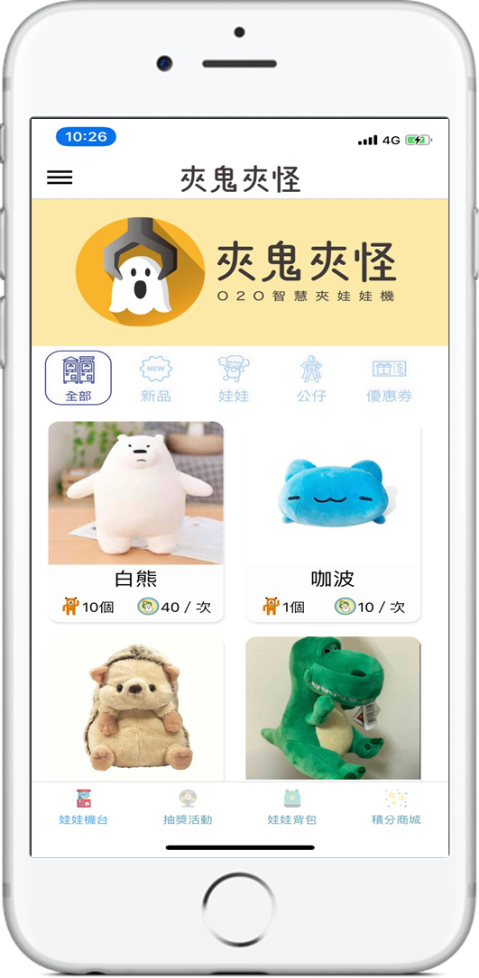 10:26
4G
夾鬼夾怪
夾鬼夾怪
O2O智慧夾娃娃機
NEW
全部
新品
娃娃
公仔
優惠券
白熊
咖波
10個
40 / 次
1個
10 / 次
娃娃機台
抽獎活動
娃娃背包
積分商城